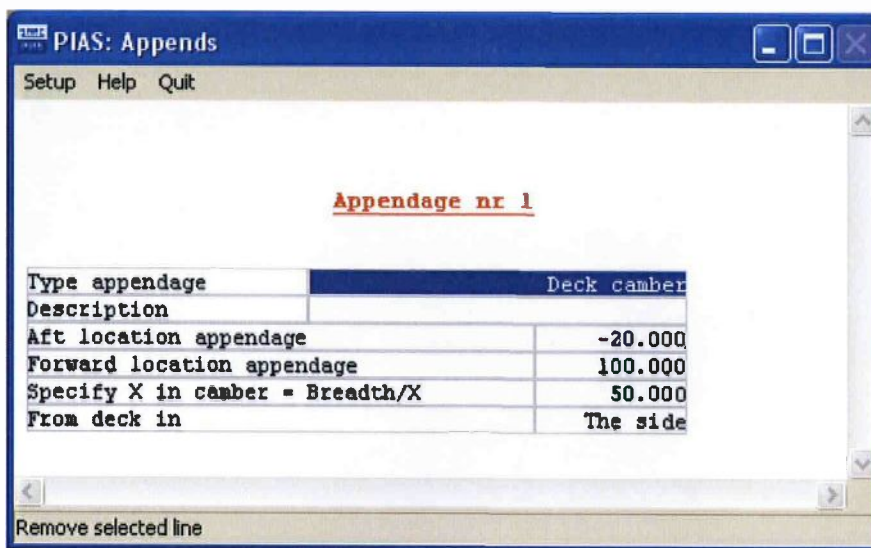 PIAS: Appends
Setup Help Quit
Appendage nr 1
Type appendage Deck camber
Description
Aft location appendage -20.000
Forward location appendage 100.000
Specify X in camber = Breadth/X 50.000
From deck in The side
Remove selected line